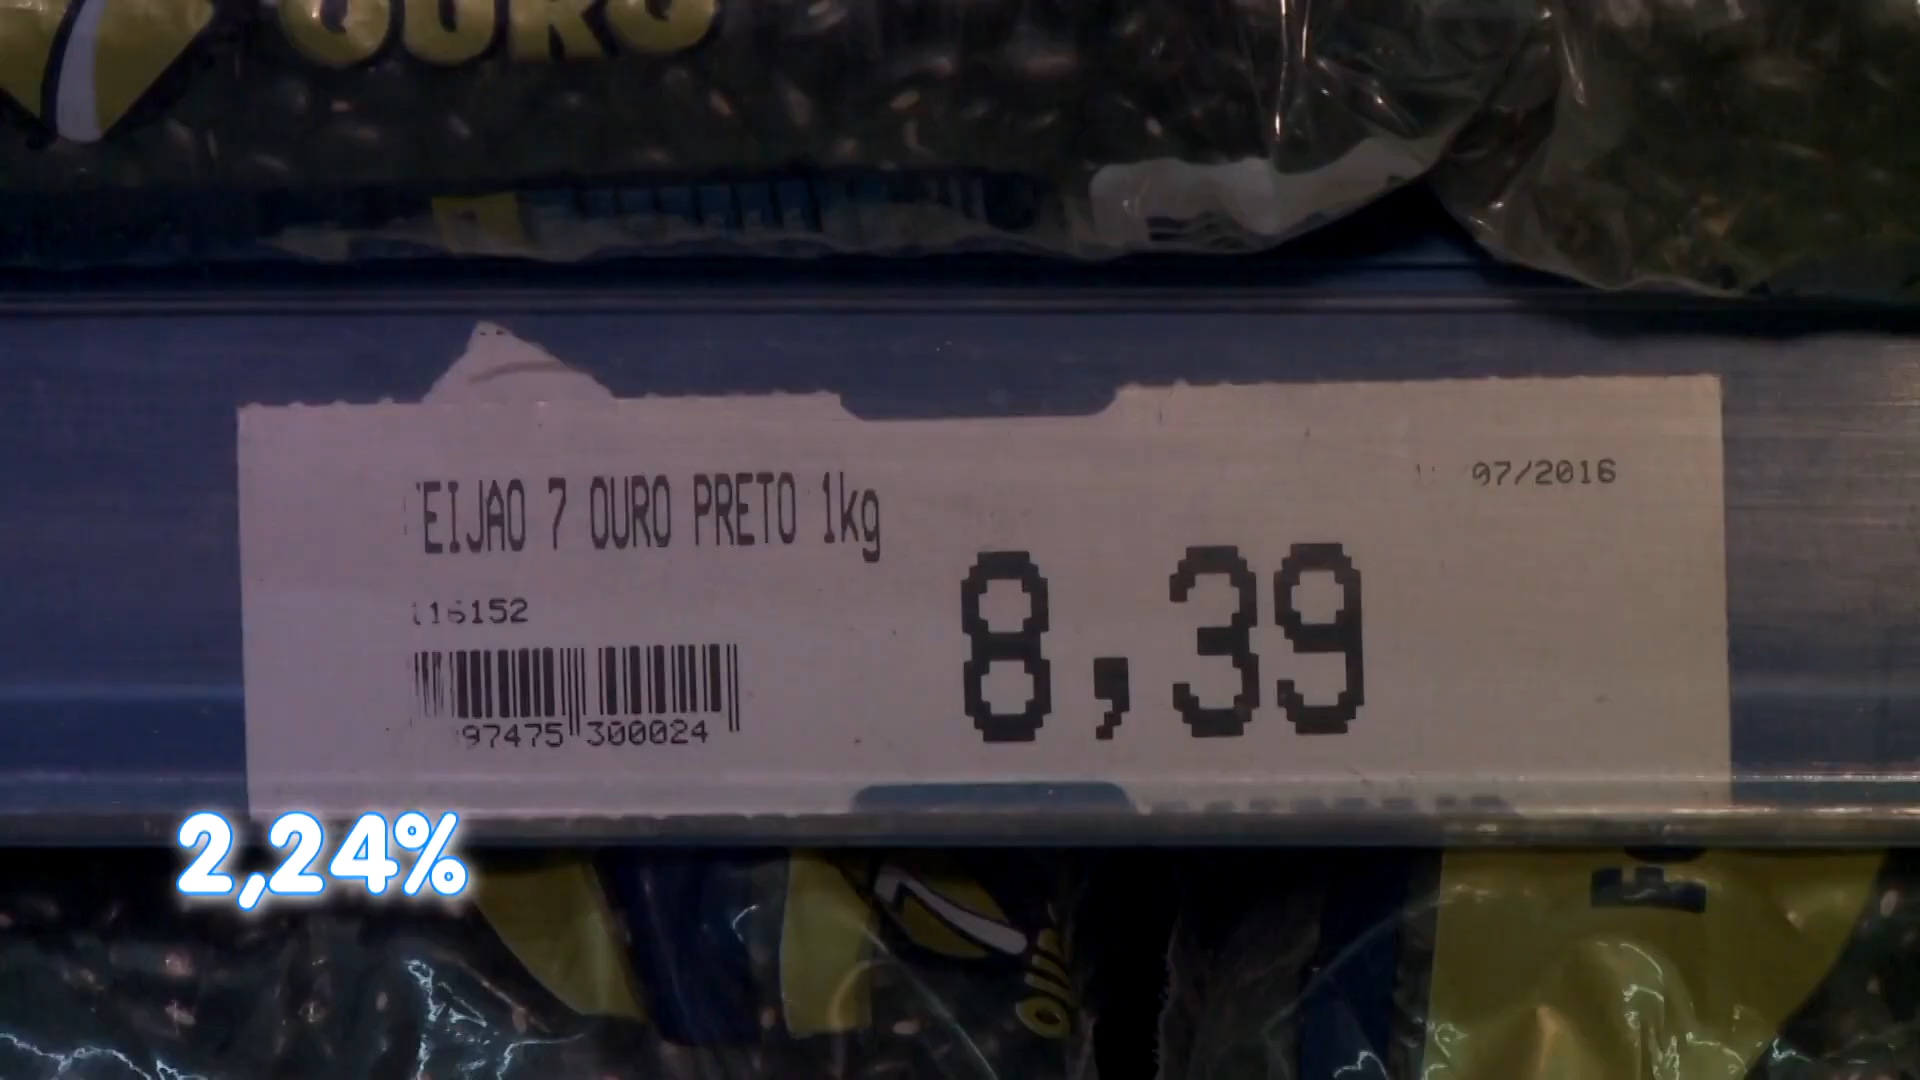 OURO
97/2016
EIJAO 7 OURO PRETO 1kg
8,39
16152
97475 300024
2,24%